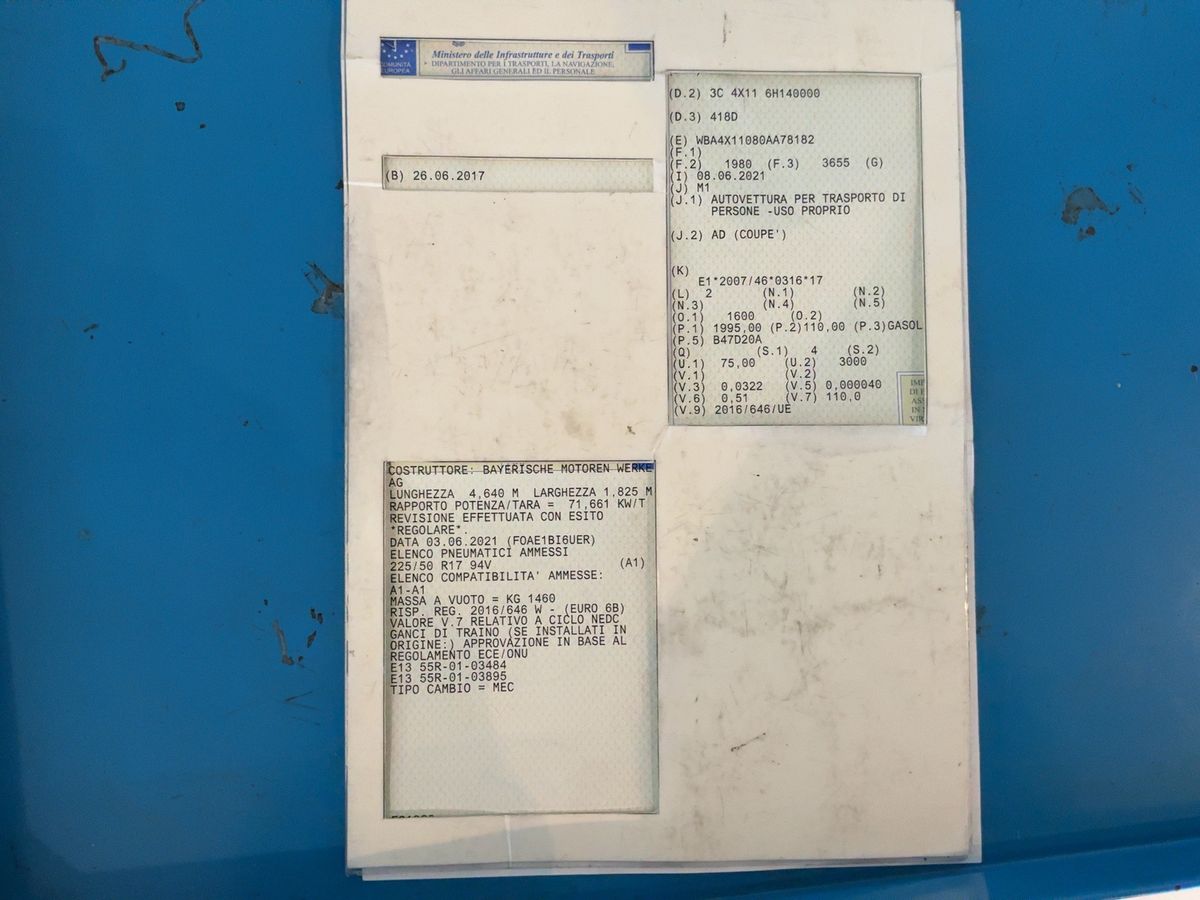 COMUNITÀ
EUROPEA
Ministero delle Infrastrutture e dei Trasporti
DIPARTIMENTO PER I TRASPORTI, LA NAVIGAZIONE,
GLI AFFARI GENERALI ED IL PERSONALE
(B) 26.06.2017
COSTRUTTORE: BAYERISCHE MOTOREN WERKE
AG
LUNGHEZZA 4,640 M LARGHEZZA 1,825 M
RAPPORTO POTENZA/TARA = 71,661 KW/T
REVISIONE EFFETTUATA CON ESITO
*REGOLARE*.
DATA 03.06.2021 (FOAE1BI6UER)
ELENCO PNEUMATICI AMMESSI
225/50 R17 94V (A1)
ELENCO COMPATIBILITA' AMMESSE:
A1-A1
MASSA A VUOTO = KG 1460
RISP. REG. 2016/646 W - (EURO 6B)
VALORE V.7 RELATIVO A CICLO NEDC
GANCI DI TRAINO (SE INSTALLATI IN
ORIGINE:) APPROVAZIONE IN BASE AL
REGOLAMENTO ECE/ONU
E13 55R-01-03484
E13 55R-01-03895
TIPO CAMBIO = MEC
(D.2) 3C 4X11 6H140000
(D.3) 418D
(E) WBA4X11080AA78182
(F.1)
(F.2) 1980 (F.3) 3655 (G)
(I) 08.06.2021
(J) M1
(J.1) AUTOVETTURA PER TRASPORTO DI
PERSONE -USO PROPRIO
(J.2) AD (COUPE')
(K)
E1*2007/46*0316*17
(L) 2 (N.1) (N.2)
(N.3) (N.4) (N.5)
(O.1) 1600 (O.2)
(P.1) 1995,00 (P.2)110,00 (P.3)GASOL
(P.5) B47D20A
(Q) (S.1) 4 (S.2)
(U.1) 75,00 (U.2) 3000
(V.1) (V.2)
(V.3) 0,0322 (V.5) 0,000040
(V.6) 0,51 (V.7) 110,0
(V.9) 2016/646/UE